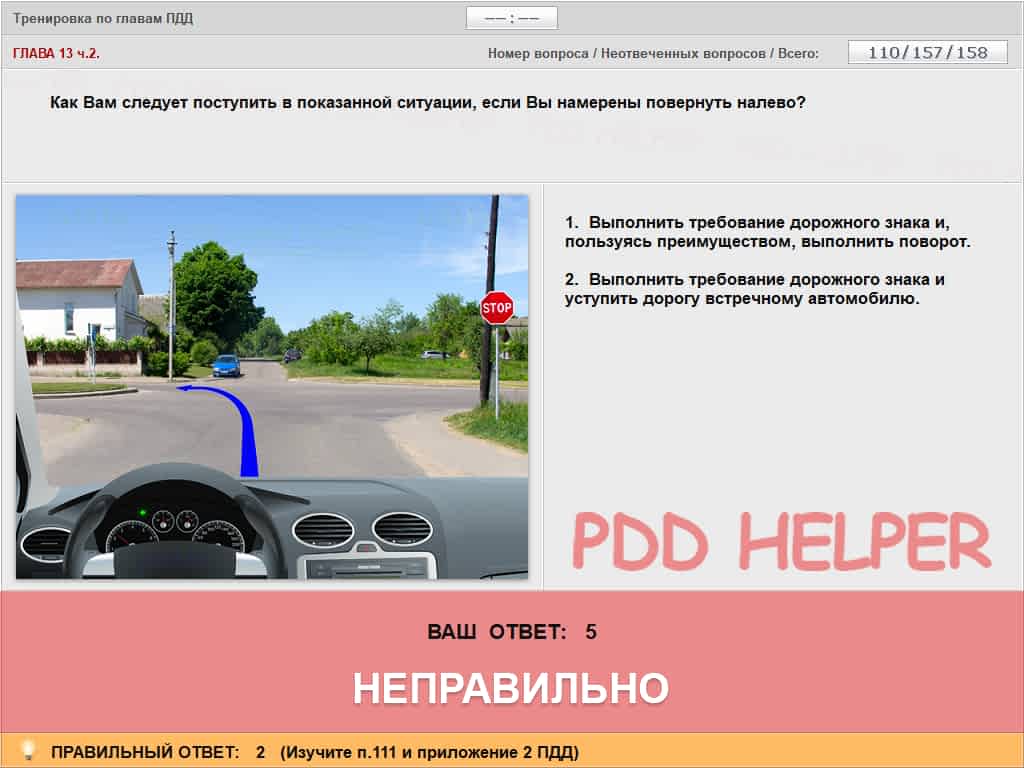 Тренировка по главам ПДД
—— : ——
ГЛАВА 13 ч.2.
Номер вопроса / Неотвеченных вопросов / Всего:
110/157/158
Как Вам следует поступить в показанной ситуации, если Вы намерены повернуть налево?
1. Выполнить требование дорожного знака и,
пользуясь преимуществом, выполнить поворот.
2. Выполнить требование дорожного знака и
уступить дорогу встречному автомобилю.
STOP
PDD HELPER
ВАШ ОТВЕТ: 5
НЕПРАВИЛЬНО
ПРАВИЛЬНЫЙ ОТВЕТ: 2 (Изучите п.111 и приложение 2 ПДД)